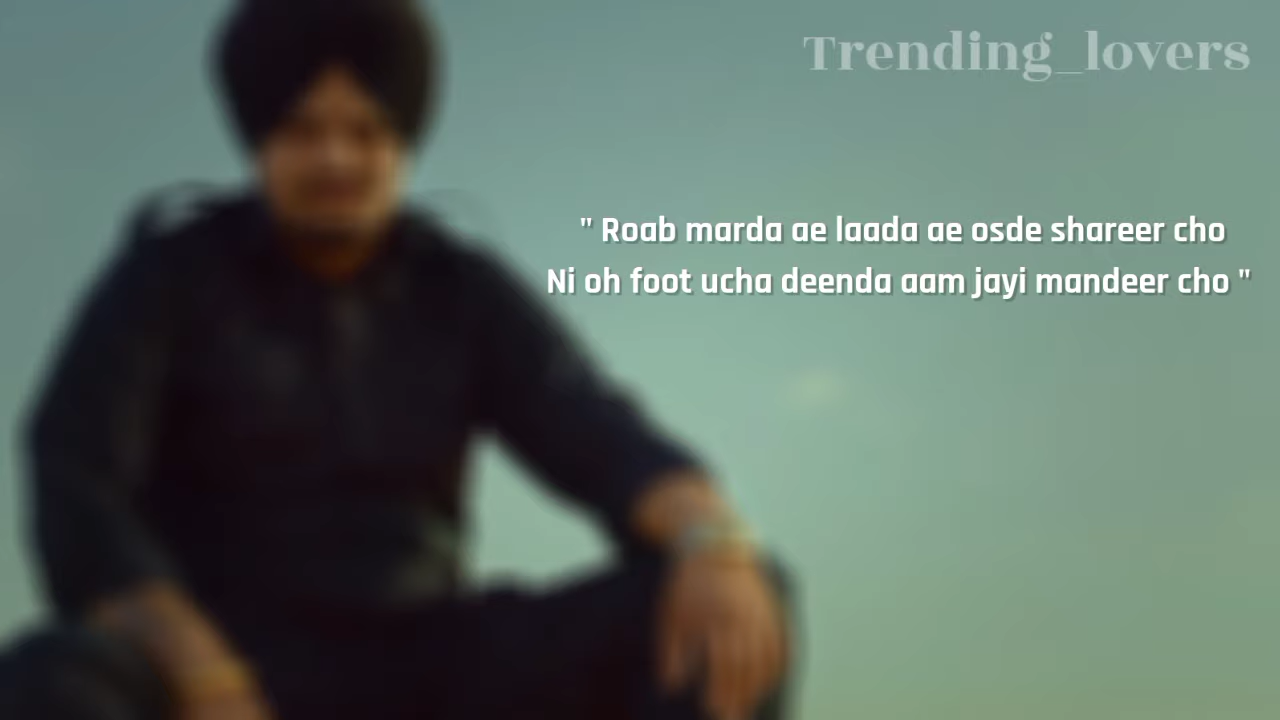 Trending_lovers
" Roab marda ae laada ae osde shareer cho
Ni oh foot ucha deenda aam jayi mandeer cho "